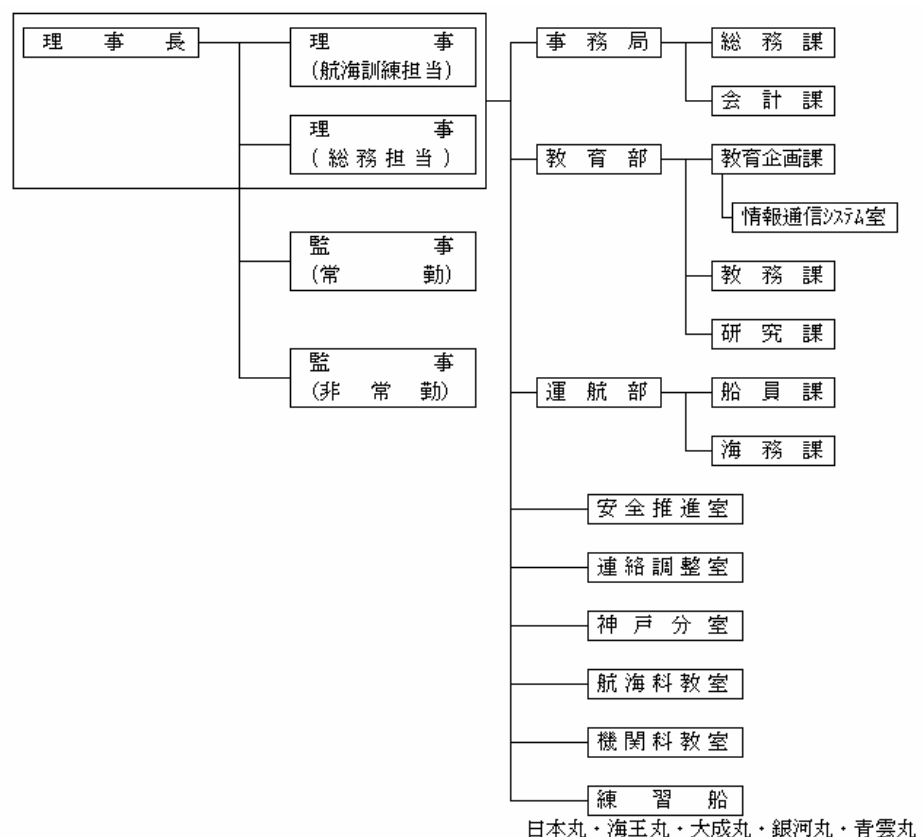 理事長
理事
(航海訓練担当)
理事
(総務担当)
監事
(常勤)
監事
(非常勤)
事務局
総務課
会計課
教育部
教育企画課
情報通信ｼｽﾃﾑ室
教務課
研究課
運航部
船員課
海務課
安全推進室
連絡調整室
神戸分室
航海科教室
機関科教室
練習船
日本丸・海王丸・大成丸・銀河丸・青雲丸